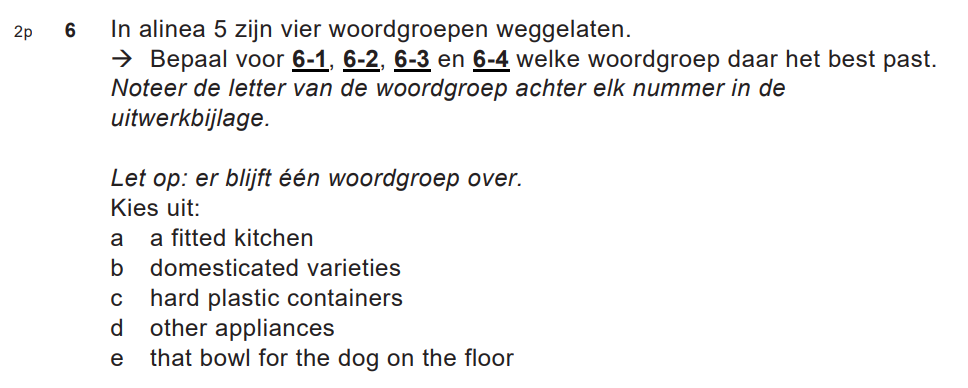 2p 6 In alinea 5 zijn vier woordgroepen weggelaten.
→ Bepaal voor 6-1, 6-2, 6-3 en 6-4 welke woordgroep daar het best past.
Noteer de letter van de woordgroep achter elk nummer in de
uitwerkbijlage.
Let op: er blijft één woordgroep over.
Kies uit:
a a fitted kitchen
b domesticated varieties
c hard plastic containers
d other appliances
e that bowl for the dog on the floor